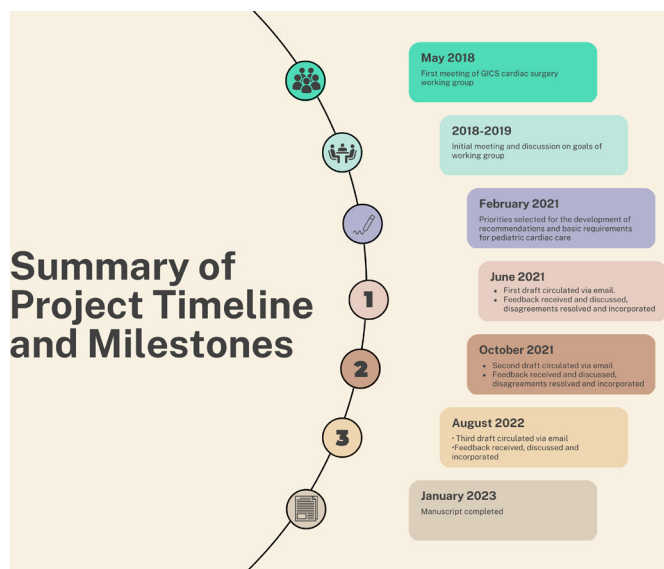 Summary of
Project Timeline
and Milestones
May 2018
First meeting of GICS cardiac surgery
working group
2018-2019
Initial meeting and discussion on goals of
working group
February 2021
Priorities selected for the development of
recommendations and basic requirements
for pediatric cardiac care
1
June 2021
• First draft circulated via email.
• Feedback received and discussed,
disagreements resolved and incorporated
2
October 2021
• Second draft circulated via email
• Feedback received and discussed,
disagreements resolved and incorporated
3
August 2022
• Third draft circulated via email
•Feedback received, discussed and
incorporated
January 2023
Manuscript completed